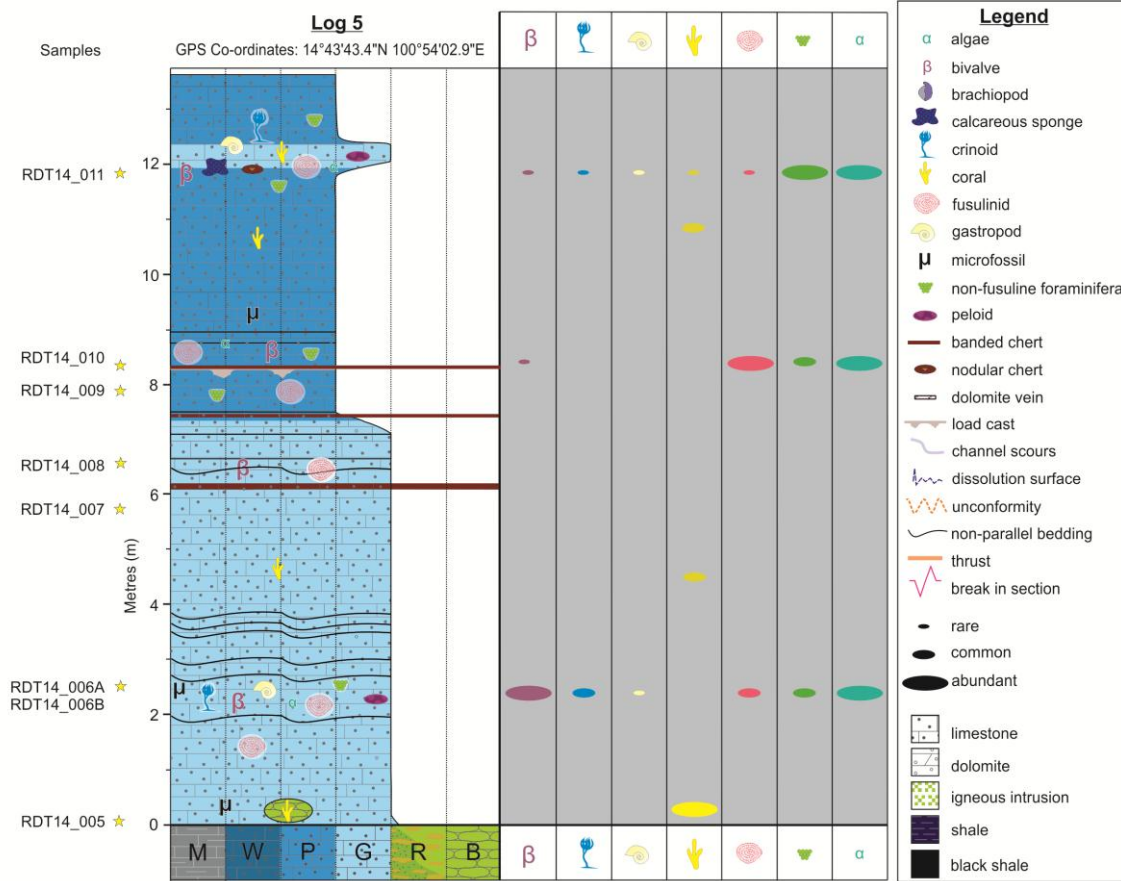 Log 5
Samples
GPS Co-ordinates: 14°43'43.4"N 100°54'02.9"E
β
α
12
RDT14_011
β
α
10
μ
RDT14_010
α
β
RDT14_009
8
RDT14_008
β
6
RDT14_007
Metres (m)
4
RDT14_006A
RDT14_006B
μ
β
α
2
μ
RDT14_005
0
M W P G R B
β
α
Legend
α algae
β bivalve
brachiopod
calcareous sponge
crinoid
coral
fusulinid
gastropod
μ microfossil
non-fusuline foraminifera
peloid
banded chert
nodular chert
dolomite vein
load cast
channel scours
dissolution surface
unconformity
non-parallel bedding
thrust
break in section
rare
common
abundant
limestone
dolomite
igneous intrusion
shale
black shale